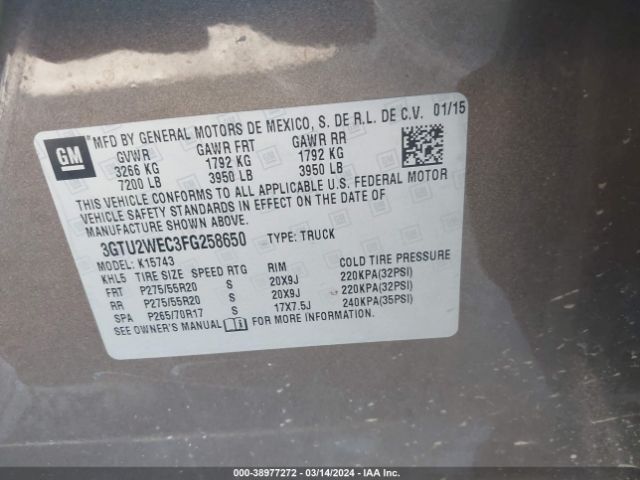 GM
MFD BY GENERAL MOTORS DE MEXICO, S. DE R.L. DE C.V. 01/15
GVWR GAWR FRT GAWR RR
3266 KG 1792 KG 1792 KG
7200 LB 3950 LB 3950 LB
THIS VEHICLE CONFORMS TO ALL APPLICABLE U.S. FEDERAL MOTOR
VEHICLE SAFETY STANDARDS IN EFFECT ON THE DATE OF
MANUFACTURE SHOWN ABOVE.
3GTU2WEC3FG258650 TYPE: TRUCK
MODEL: K15743
KHL5 TIRE SIZE SPEED RTG RIM COLD TIRE PRESSURE
FRT P275/55R20 S 20X9J 220KPA(32PSI)
RR P275/55R20 S 20X9J 220KPA(32PSI)
SPA P265/70R17 S 17X7.5J 240KPA(35PSI)
SEE OWNER'S MANUAL FOR MORE INFORMATION.
000-38977272 — 03/14/2024 — IAA Inc.